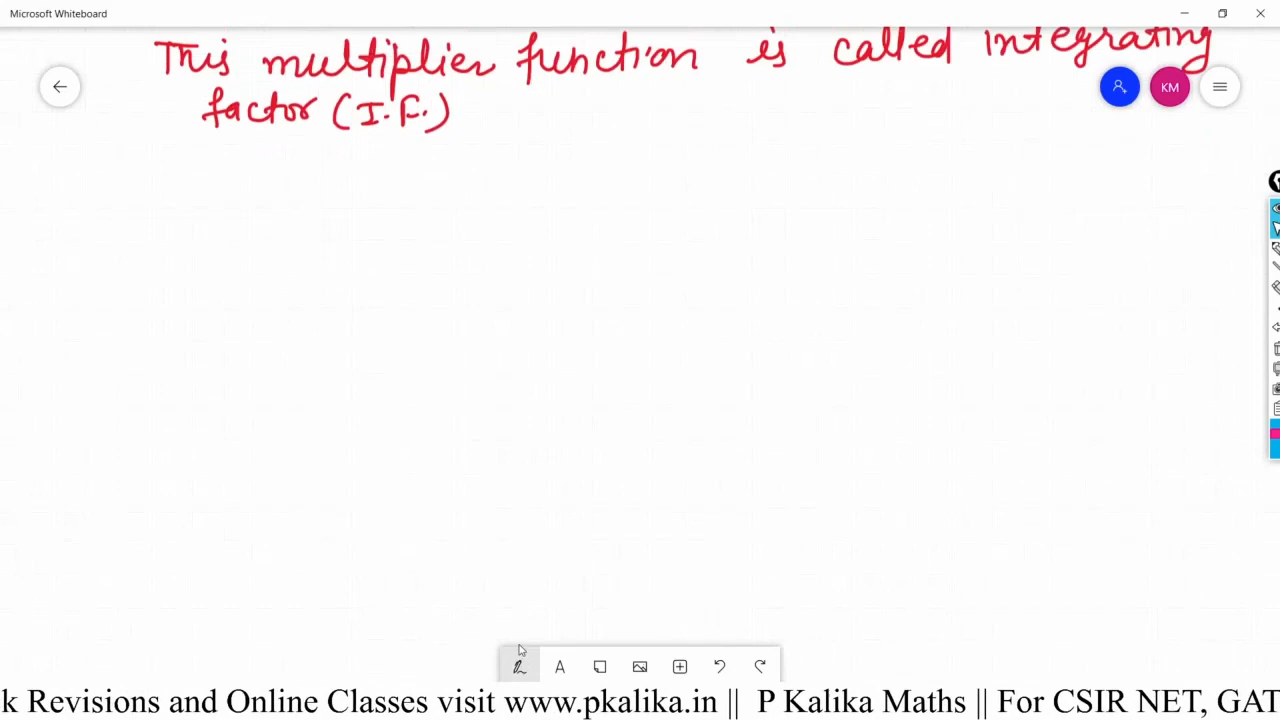 Microsoft Whiteboard
This multiplier function is called integrating
factor (I.F.)
KM
k Revisions and Online Classes visit www.pkalika.in || P Kalika Maths || For CSIR NET, GAT